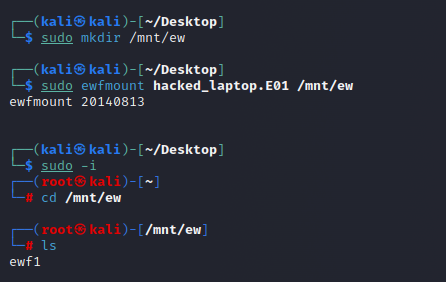 ┌──(kali㉿kali)-[~/Desktop]
└─$ sudo mkdir /mnt/ew
┌──(kali㉿kali)-[~/Desktop]
└─$ sudo ewfmount hacked_laptop.E01 /mnt/ew
ewfmount 20140813
┌──(kali㉿kali)-[~/Desktop]
└─$ sudo -i
┌──(root㉿kali)-[~]
└─# cd /mnt/ew
┌──(root㉿kali)-[/mnt/ew]
└─# ls
ewf1